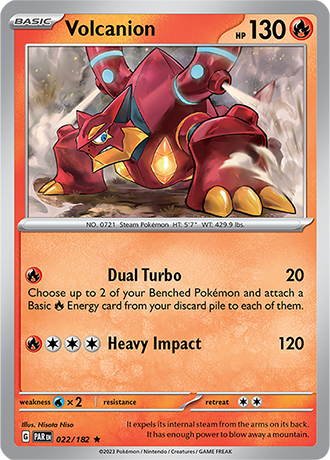 BASIC
Volcanion
HP 130
NO. 0721 Steam Pokémon HT: 5'7" WT: 429.9 lbs.
Dual Turbo 20
Choose up to 2 of your Benched Pokémon and attach a
Basic Energy card from your discard pile to each of them.
Heavy Impact 120
weakness ×2 resistance retreat
Illus. Nisota Niso
It expels its internal steam from the arms on its back.
It has enough power to blow away a mountain.
G PAR EN 022/182 ★
©2023 Pokémon / Nintendo / Creatures / GAME FREAK